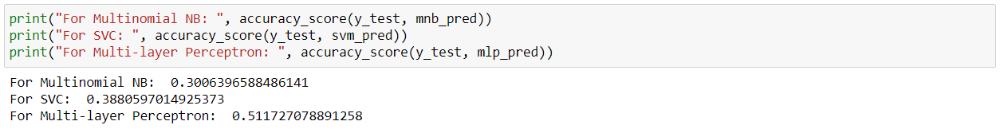 print("For Multinomial NB: ", accuracy_score(y_test, mnb_pred))
print("For SVC: ", accuracy_score(y_test, svm_pred))
print("For Multi-layer Perceptron: ", accuracy_score(y_test, mlp_pred))
For Multinomial NB:  0.3006396588486141
For SVC:  0.3880597014925373
For Multi-layer Perceptron:  0.511727078891258